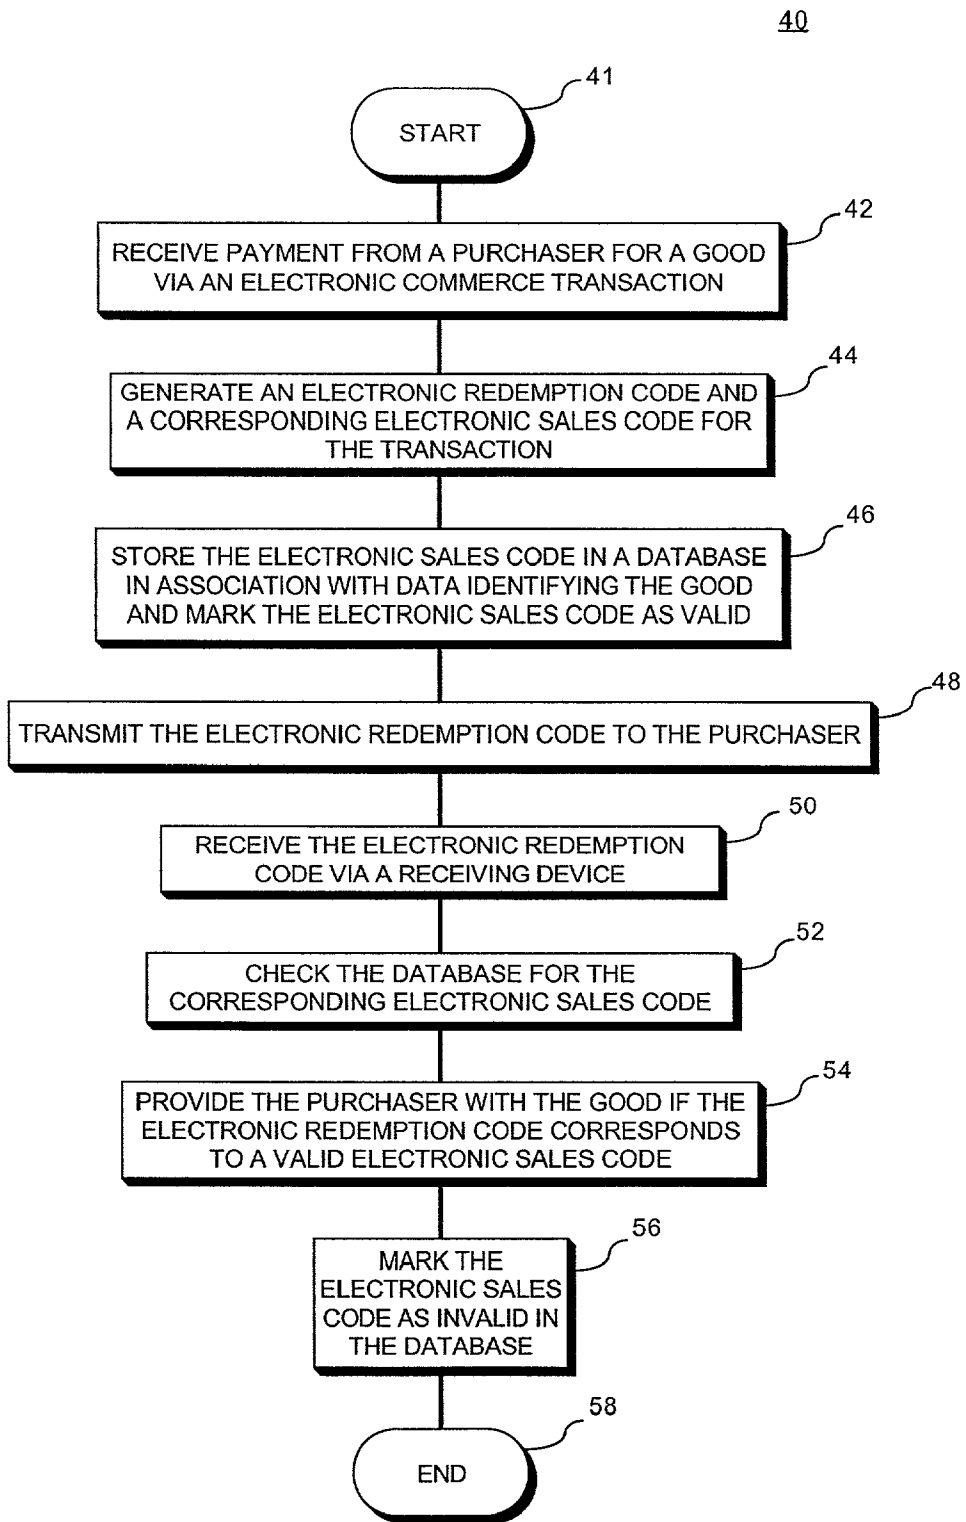 40
41
START
42
RECEIVE PAYMENT FROM A PURCHASER FOR A GOOD
VIA AN ELECTRONIC COMMERCE TRANSACTION
44
GENERATE AN ELECTRONIC REDEMPTION CODE AND
A CORRESPONDING ELECTRONIC SALES CODE FOR
THE TRANSACTION
46
STORE THE ELECTRONIC SALES CODE IN A DATABASE
IN ASSOCIATION WITH DATA IDENTIFYING THE GOOD
AND MARK THE ELECTRONIC SALES CODE AS VALID
48
TRANSMIT THE ELECTRONIC REDEMPTION CODE TO THE PURCHASER
50
RECEIVE THE ELECTRONIC REDEMPTION
CODE VIA A RECEIVING DEVICE
52
CHECK THE DATABASE FOR THE
CORRESPONDING ELECTRONIC SALES CODE
54
PROVIDE THE PURCHASER WITH THE GOOD IF THE
ELECTRONIC REDEMPTION CODE CORRESPONDS
TO A VALID ELECTRONIC SALES CODE
56
MARK THE
ELECTRONIC SALES
CODE AS INVALID IN
THE DATABASE
58
END